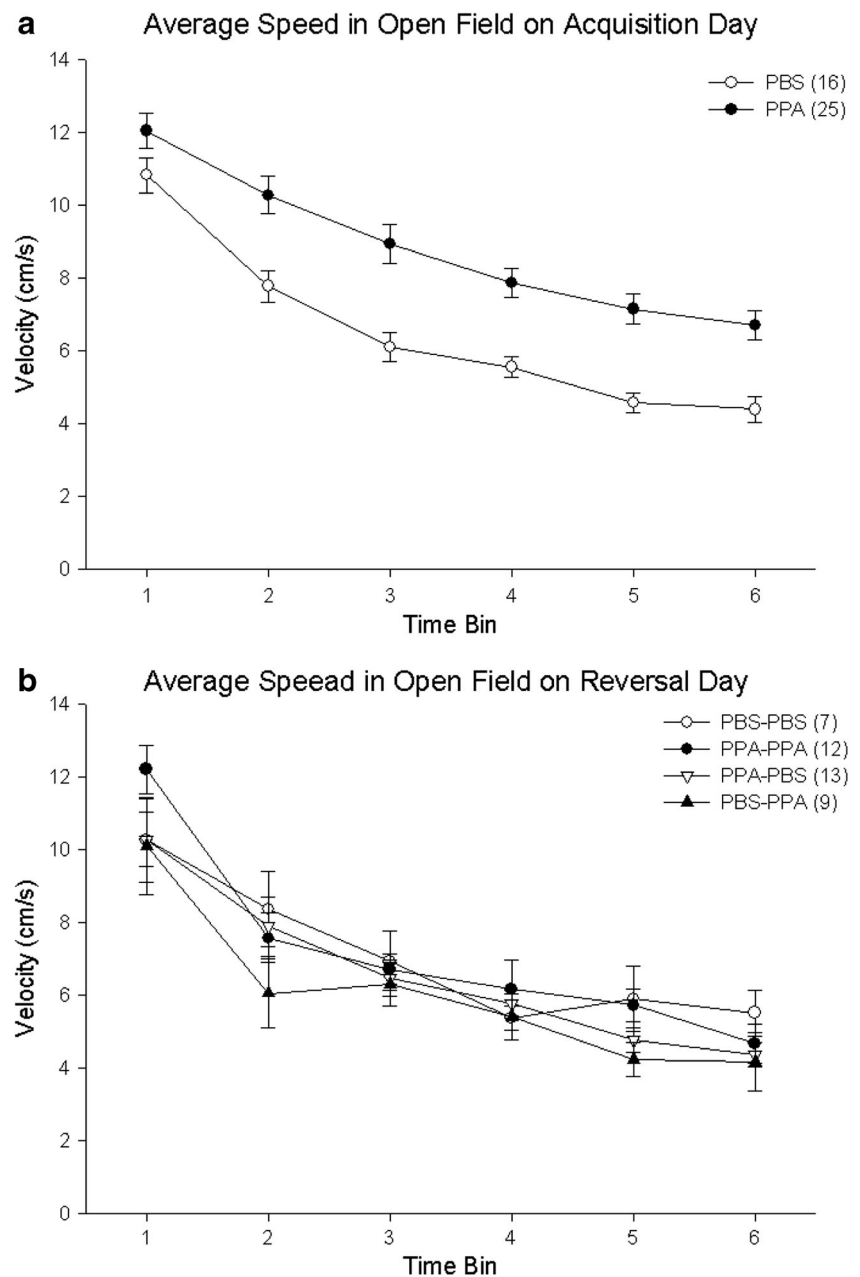 a
Average Speed in Open Field on Acquisition Day
PBS (16)
PPA (25)
Velocity (cm/s)
14
12
10
8
6
4
2
0
1 2 3 4 5 6
Time Bin
b
Average Speead in Open Field on Reversal Day
PBS-PBS (7)
PPA-PPA (12)
PPA-PBS (13)
PBS-PPA (9)
Velocity (cm/s)
14
12
10
8
6
4
2
0
1 2 3 4 5 6
Time Bin